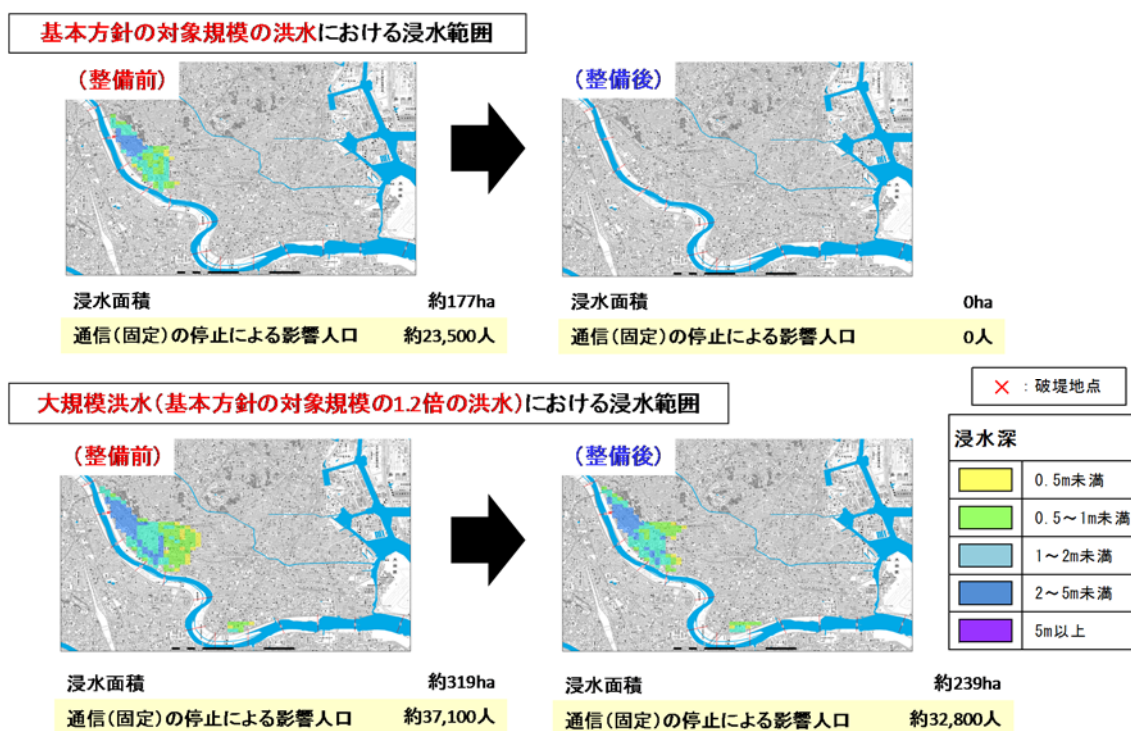 基本方針の対象規模の洪水における浸水範囲
(整備前)
(整備後)
浸水面積 約177ha
通信(固定)の停止による影響人口 約23,500人
浸水面積 0ha
通信(固定)の停止による影響人口 0人
大規模洪水(基本方針の対象規模の1.2倍の洪水)における浸水範囲
×:破堤地点
(整備前)
(整備後)
浸水深
0.5m未満
0.5～1m未満
1～2m未満
2～5m未満
5m以上
浸水面積 約319ha
通信(固定)の停止による影響人口 約37,100人
浸水面積 約239ha
通信(固定)の停止による影響人口 約32,800人